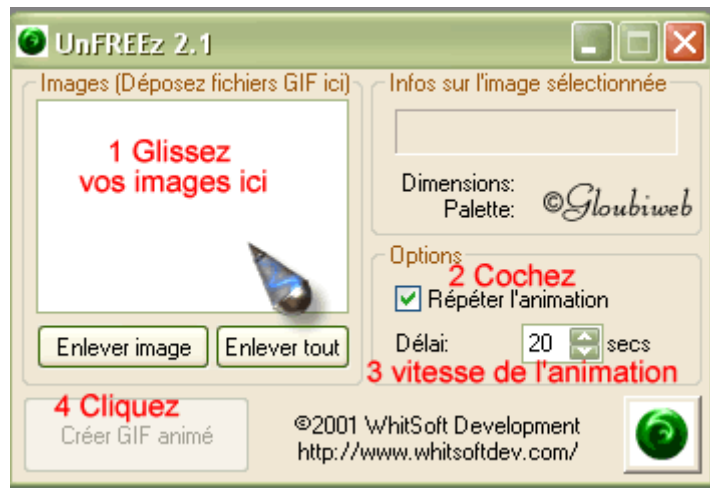 UnFREEz 2.1
Images (Déposez fichiers GIF ici)
1 Glissez
vos images ici
Enlever image
Enlever tout
Infos sur l'image sélectionnée
Dimensions:
Palette:
©Gloubiweb
Options
2 Cochez
Répéter l'animation
Délai: 20 secs
3 vitesse de l'animation
4 Cliquez
Créer GIF animé
©2001 WhitSoft Development
http://www.whitsoftdev.com/